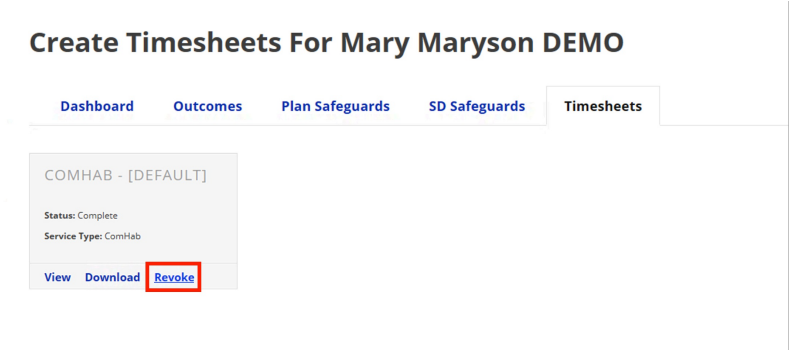 Create Timesheets For Mary Maryson DEMO
Dashboard Outcomes Plan Safeguards SD Safeguards Timesheets
COMHAB - [DEFAULT]
Status: Complete
Service Type: ComHab
View Download Revoke